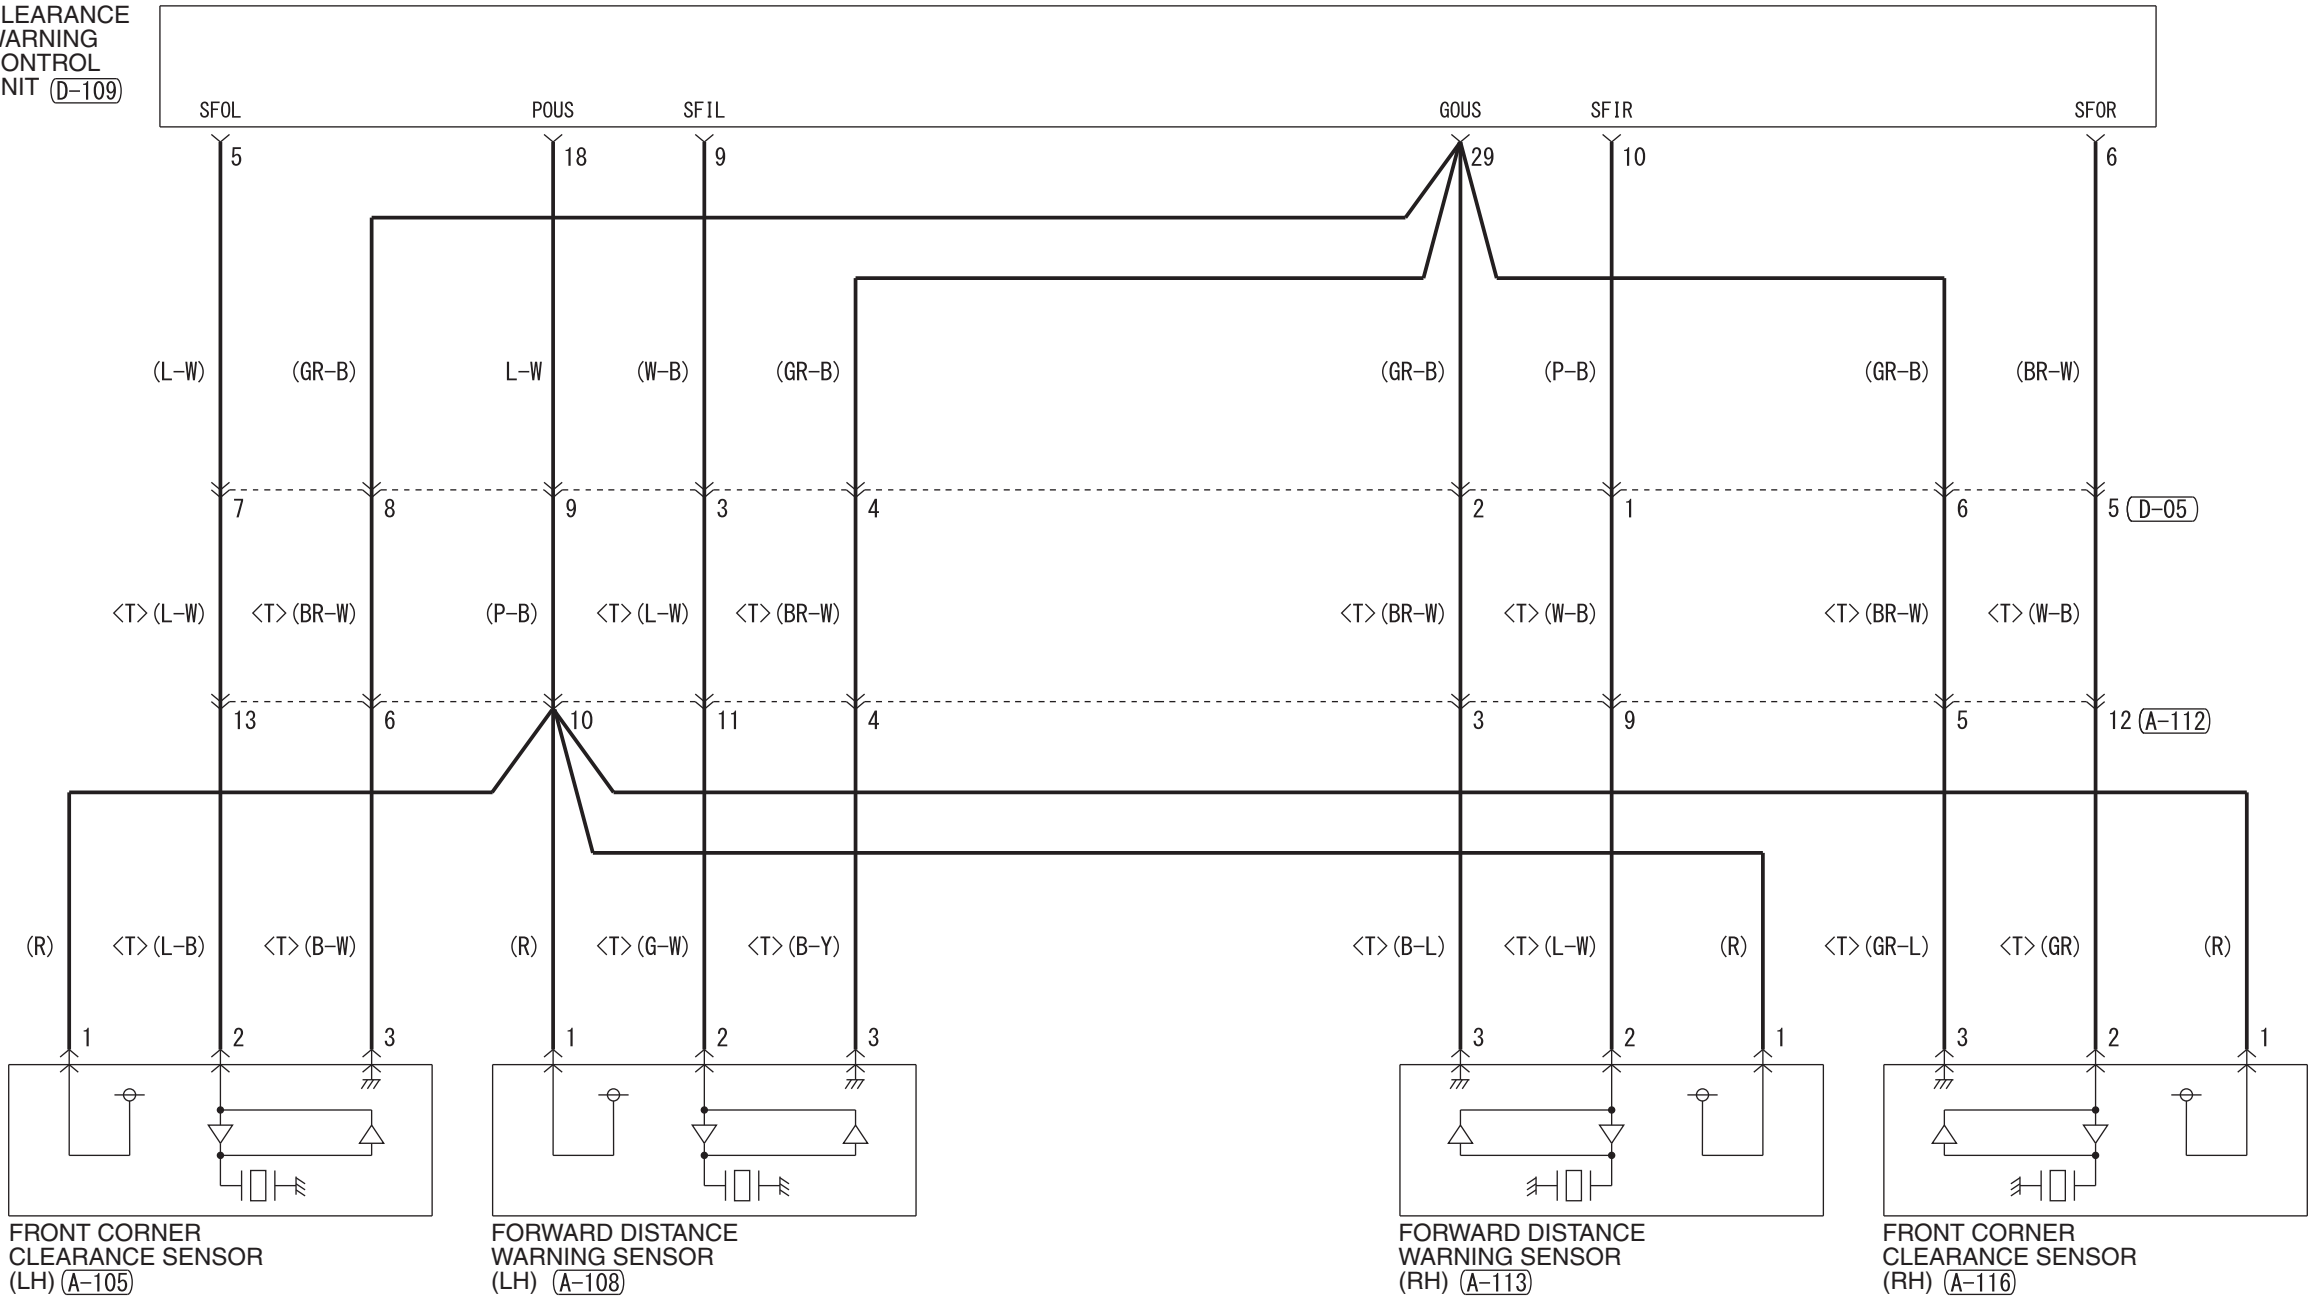 LEARANCE
WARNING
ONTROL
NIT (D-109)
SFOL POUS SFIL GOUS SFIR SFOR
5 18 9 29 10 6
(L-W) (GR-B) L-W (W-B) (GR-B) (GR-B) (P-B) (GR-B) (BR-W)
7 8 9 3 4 2 1 6 5 (D-05)
<T>(L-W) <T>(BR-W) (P-B) <T>(L-W) <T>(BR-W) <T>(BR-W) <T>(W-B) <T>(BR-W) <T>(W-B)
13 6 10 11 4 3 9 5 12 (A-112)
(R) <T>(L-B) <T>(B-W) (R) <T>(G-W) <T>(B-Y) <T>(B-L) <T>(L-W) (R) <T>(GR-L) <T>(GR) (R)
1 2 3 1 2 3 3 2 1 3 2 1
FRONT CORNER
CLEARANCE SENSOR
(LH) (A-105)
FORWARD DISTANCE
WARNING SENSOR
(LH) (A-108)
FORWARD DISTANCE
WARNING SENSOR
(RH) (A-113)
FRONT CORNER
CLEARANCE SENSOR
(RH) (A-116)